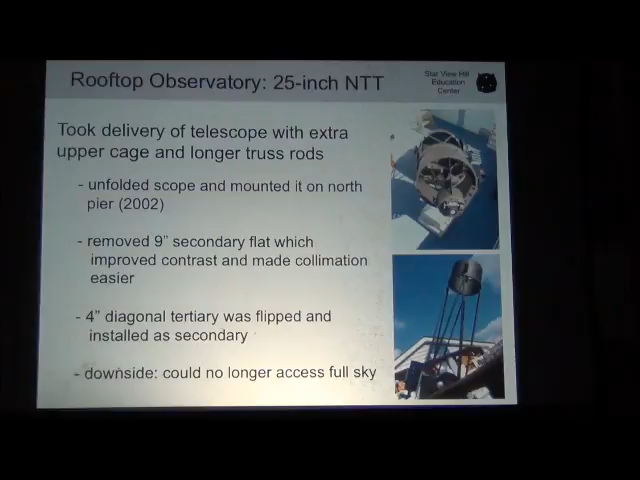 Rooftop Observatory: 25-inch NTT
Star View Hill
Education
Center
Took delivery of telescope with extra
upper cage and longer truss rods
- unfolded scope and mounted it on north
pier (2002)
- removed 9" secondary flat which
improved contrast and made collimation
easier
- 4" diagonal tertiary was flipped and
installed as secondary
- downside: could no longer access full sky